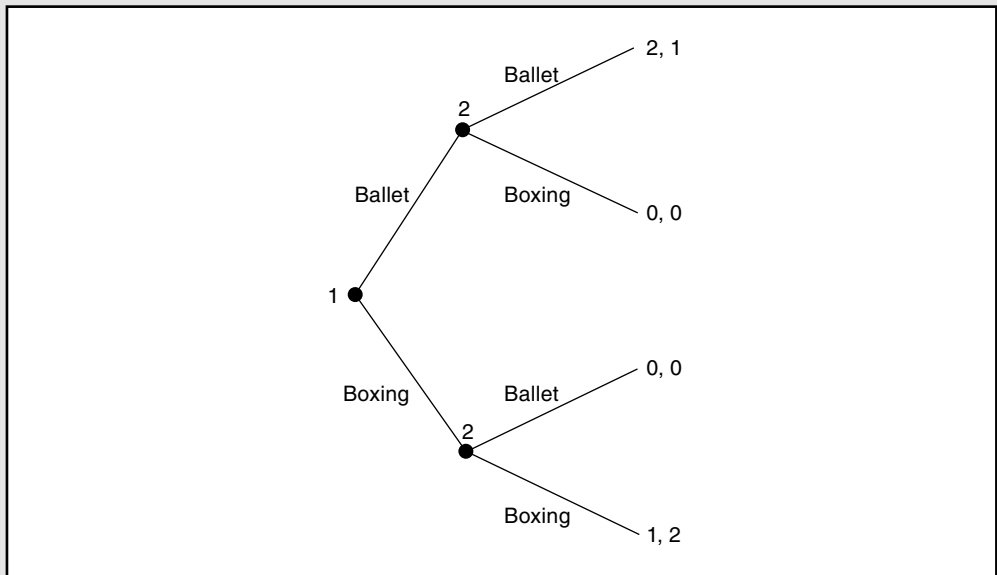 2, 1
Ballet
2
Ballet
Boxing
0, 0
1
0, 0
Boxing
Ballet
2
Boxing
1, 2